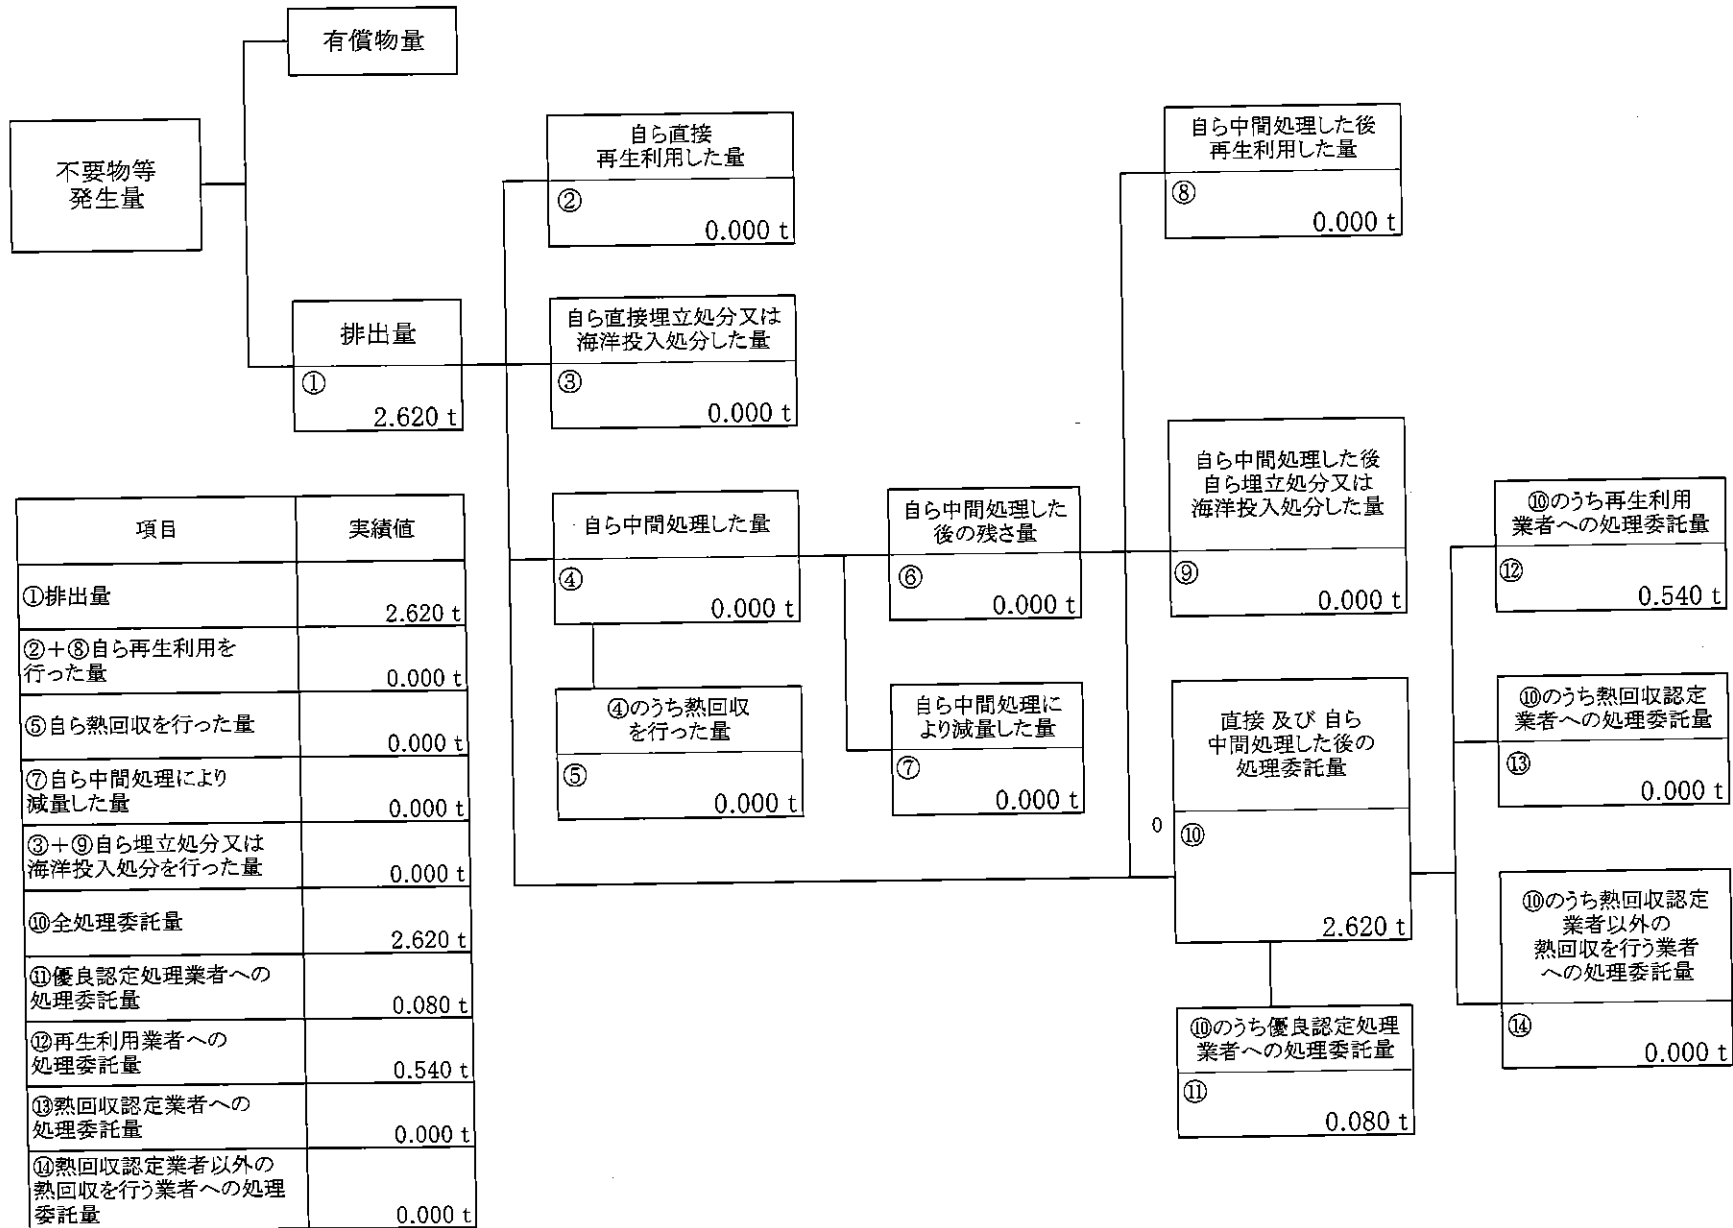 有償物量
不要物等
発生量
自ら直接
再生利用した量
②
0.000 t
自ら中間処理した後
再生利用した量
⑧
0.000 t
排出量
①
2.620 t
自ら直接埋立処分又は
海洋投入処分した量
③
0.000 t
自ら中間処理した量
④
0.000 t
自ら中間処理した
後の残さ量
⑥
0.000 t
自ら中間処理した後
自ら埋立処分又は
海洋投入処分した量
⑨
0.000 t
⑩のうち再生利用
業者への処理委託量
⑫
0.540 t
④のうち熱回収
を行った量
⑤
0.000 t
自ら中間処理に
より減量した量
⑦
0.000 t
直接 及び 自ら
中間処理した後の
処理委託量
0
⑩
2.620 t
⑩のうち熱回収認定
業者への処理委託量
⑬
0.000 t
⑩のうち熱回収認定
業者以外の
熱回収を行う業者
への処理委託量
⑭
0.000 t
⑩のうち優良認定処理
業者への処理委託量
⑪
0.080 t
項目 実績値
①排出量
2.620 t
②+⑧自ら再生利用を
行った量
0.000 t
⑤自ら熱回収を行った量
0.000 t
⑦自ら中間処理により
減量した量
0.000 t
③+⑨自ら埋立処分又は
海洋投入処分を行った量
0.000 t
⑩全処理委託量
2.620 t
⑪優良認定処理業者への
処理委託量
0.080 t
⑫再生利用業者への
処理委託量
0.540 t
⑬熱回収認定業者への
処理委託量
0.000 t
⑭熱回収認定業者以外の
熱回収を行う業者への処理
委託量
0.000 t